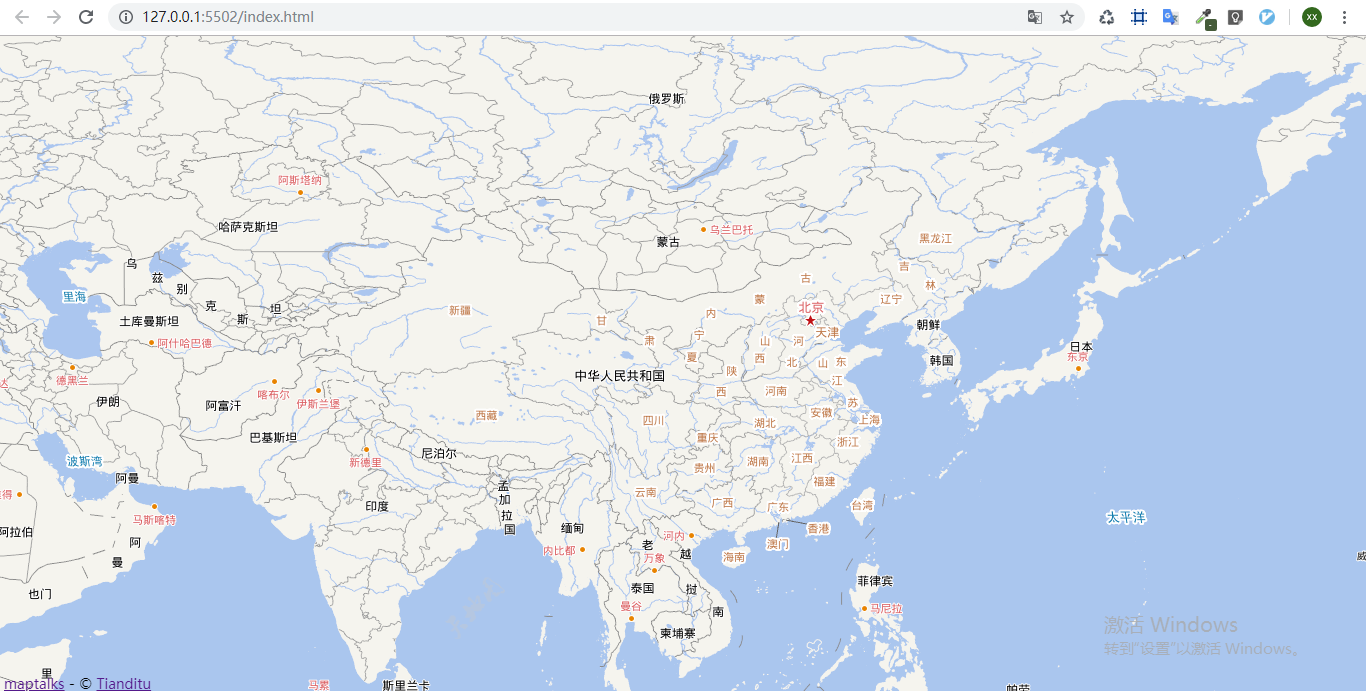 127.0.0.1:5502/index.html
XX
俄罗斯
阿斯塔纳
哈萨克斯坦
乌兰巴托
蒙古
黑龙江
吉
林
乌
兹
别
克
斯
坦
里海
土库曼斯坦
阿什哈巴德
新疆
古
蒙
内
辽宁
北京
天津
朝鲜
韩国
日本
东京
甘
肃
宁
夏
山
西
河
北
山
东
陕
西
江
苏
德黑兰
伊朗
喀布尔
伊斯兰堡
阿富汗
巴基斯坦
中华人民共和国
西藏
四川
河南
安徽
上海
湖北
重庆
浙江
波斯湾
新德里
尼泊尔
贵州
湖南
江西
阿曼
孟
加
拉
国
云南
广西
福建
广东
台湾
得
马斯喀特
印度
缅甸
香港
澳门
太平洋
阿拉伯
阿
曼
内比都
河内
老
万象
越
海南
威
也门
泰国
挝
南
菲律宾
曼谷
马尼拉
柬埔寨
里
马累
斯里兰卡
帕劳
激活 Windows
转到"设置"以激活 Windows。
maptalks - © Tianditu